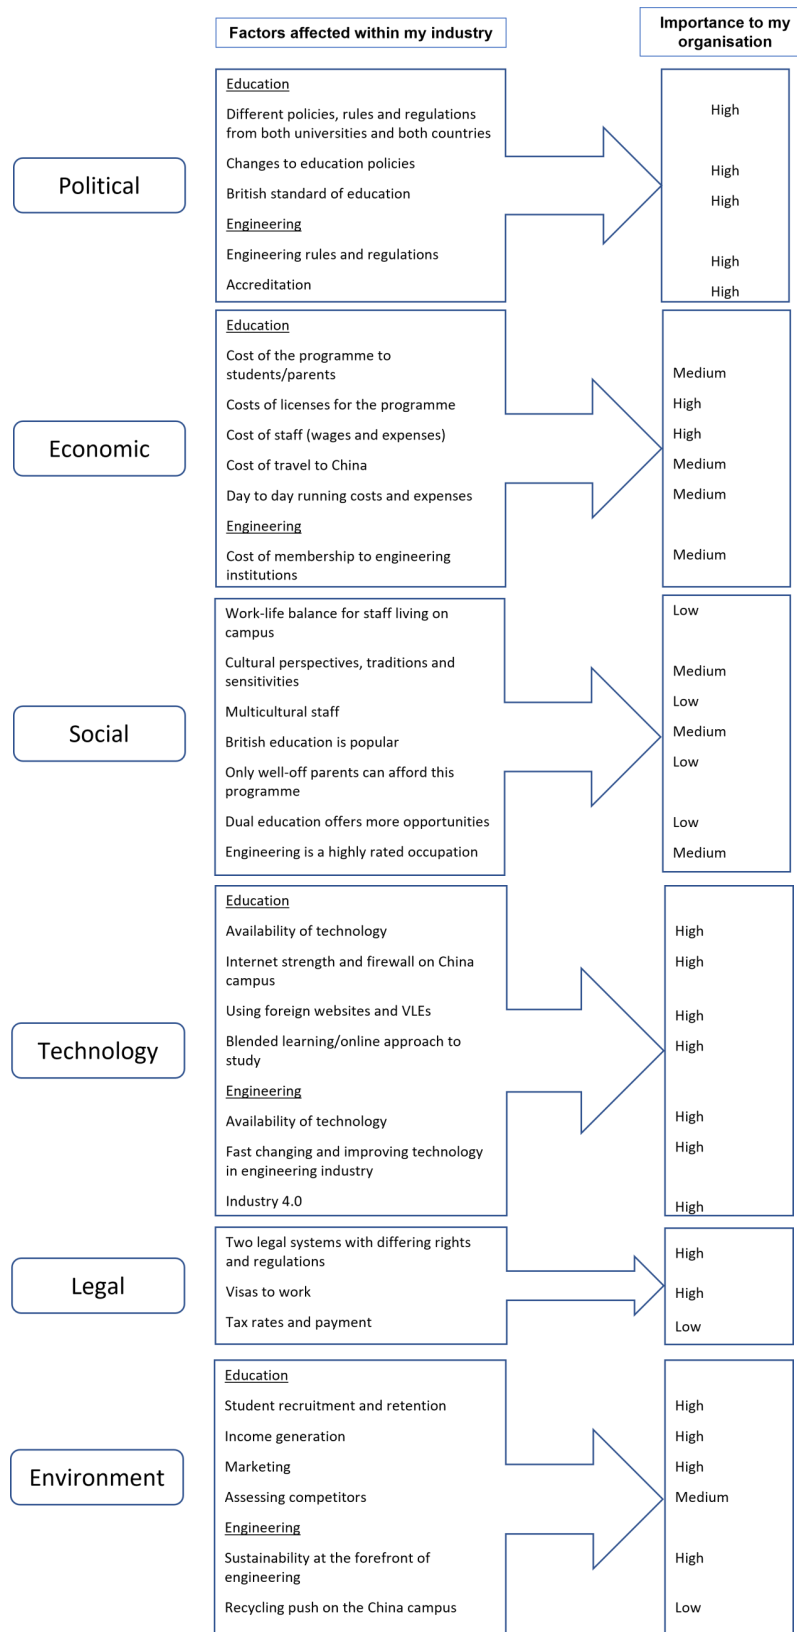 Factors affected within my industry
Importance to my
organisation
Political
Education
Different policies, rules and regulations
from both universities and both countries
Changes to education policies
British standard of education
Engineering
Engineering rules and regulations
Accreditation
High
High
High
High
High
Economic
Education
Cost of the programme to
students/parents
Costs of licenses for the programme
Cost of staff (wages and expenses)
Cost of travel to China
Day to day running costs and expenses
Engineering
Cost of membership to engineering
institutions
Medium
High
High
Medium
Medium
Medium
Social
Work-life balance for staff living on
campus
Cultural perspectives, traditions and
sensitivities
Multicultural staff
British education is popular
Only well-off parents can afford this
programme
Dual education offers more opportunities
Engineering is a highly rated occupation
Low
Medium
Low
Medium
Low
Low
Medium
Technology
Education
Availability of technology
Internet strength and firewall on China
campus
Using foreign websites and VLEs
Blended learning/online approach to
study
Engineering
Availability of technology
Fast changing and improving technology
in engineering industry
Industry 4.0
High
High
High
High
High
High
High
Legal
Two legal systems with differing rights
and regulations
Visas to work
Tax rates and payment
High
High
Low
Environment
Education
Student recruitment and retention
Income generation
Marketing
Assessing competitors
Engineering
Sustainability at the forefront of
engineering
Recycling push on the China campus
High
High
High
Medium
High
Low